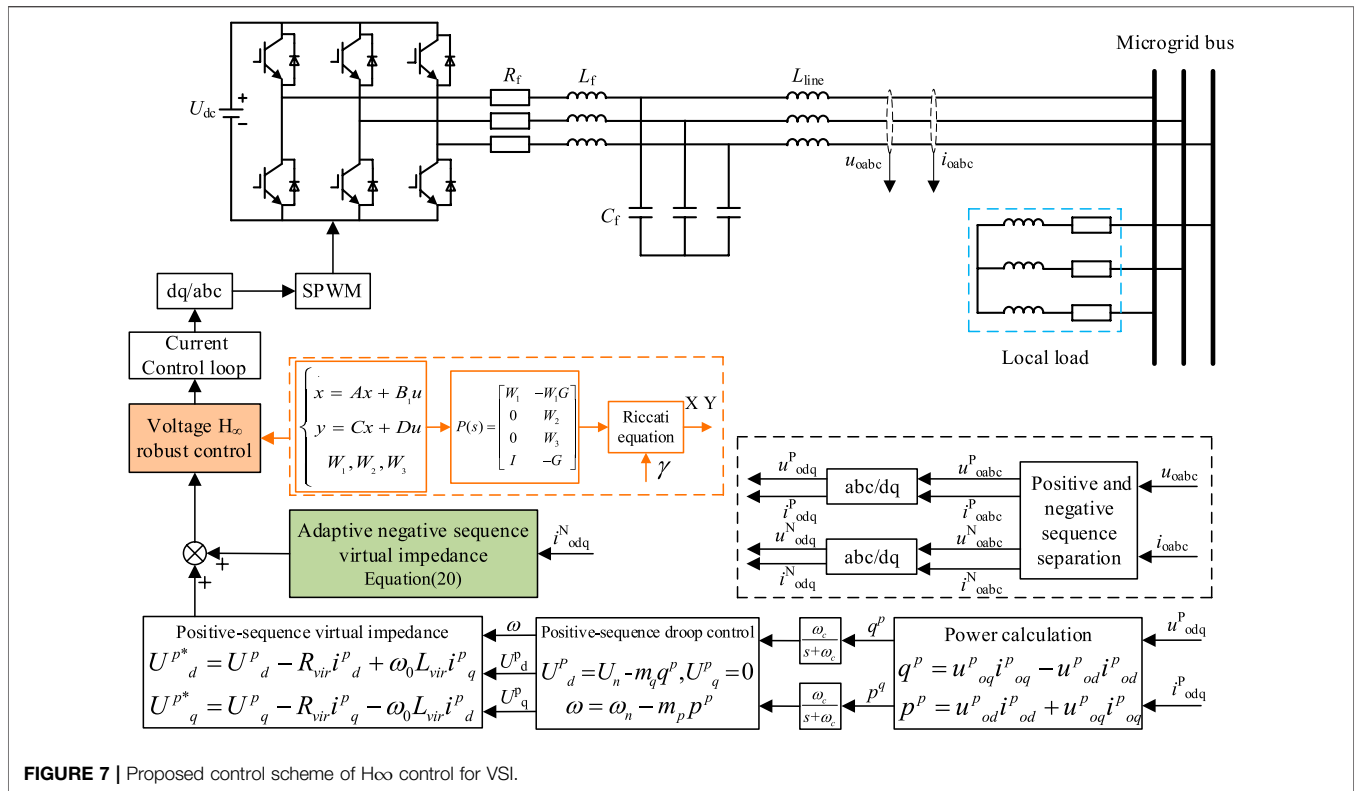 Microgrid bus
R_f
L_f
L_line
U_dc
+
-
u_oabc
i_oabc
C_f
dq/abc
SPWM
Current
Control loop
Local load
Voltage H_∞
robust control
ẋ = Ax + B_1u
y = Cx + Du
W_1, W_2, W_3
P(s) = [W_1 -W_1G
0 W_2
0 W_3
I -G]
Riccati
equation
X Y
γ
Adaptive negative sequence
virtual impedance
Equation(20)
i^N_odq
+
+
u^P_odq
i^P_odq
u^N_odq
i^N_odq
abc/dq
abc/dq
u^P_oabc
i^P_oabc
u^N_oabc
i^N_oabc
Positive and
negative
sequence
separation
u_oabc
i_oabc
Positive-sequence virtual impedance
U^p*_d = U^p_d - R_vir i^p_d + ω_0 L_vir i^p_q
U^p*_q = U^p_q - R_vir i^p_q - ω_0 L_vir i^p_d
ω
U^p_d
U^p_q
Positive-sequence droop control
U^P_d = U_n - m_q q^p, U^P_q = 0
ω = ω_n - m_p p^p
ω_c/(s+ω_c)
ω_c/(s+ω_c)
q^p
p^q
Power calculation
q^p = u^p_oq i^p_oq - u^p_od i^p_od
p^p = u^p_od i^p_od + u^p_oq i^p_oq
u^P_odq
i^P_odq
FIGURE 7 | Proposed control scheme of H∞ control for VSI.